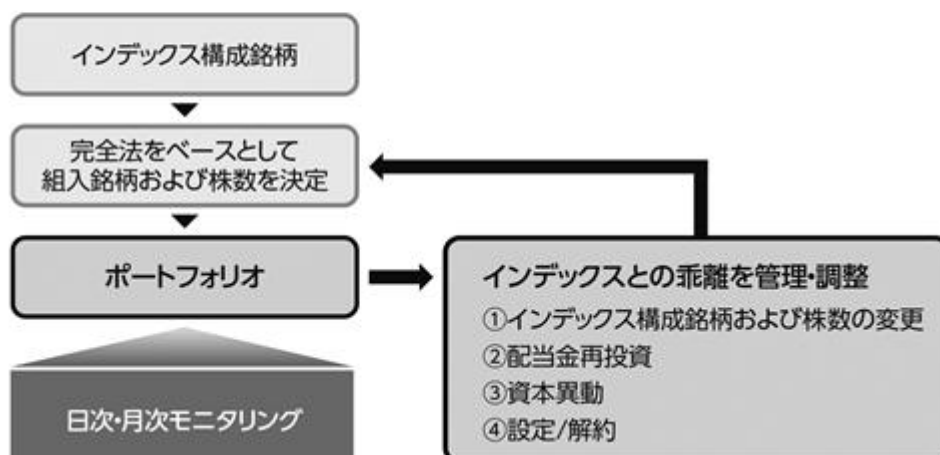 インデックス構成銘柄
完全法をベースとして
組入銘柄および株数を決定
ポートフォリオ
日次・月次モニタリング
インデックスとの乖離を管理・調整
①インデックス構成銘柄および株数の変更
②配当金再投資
③資本異動
④設定/解約